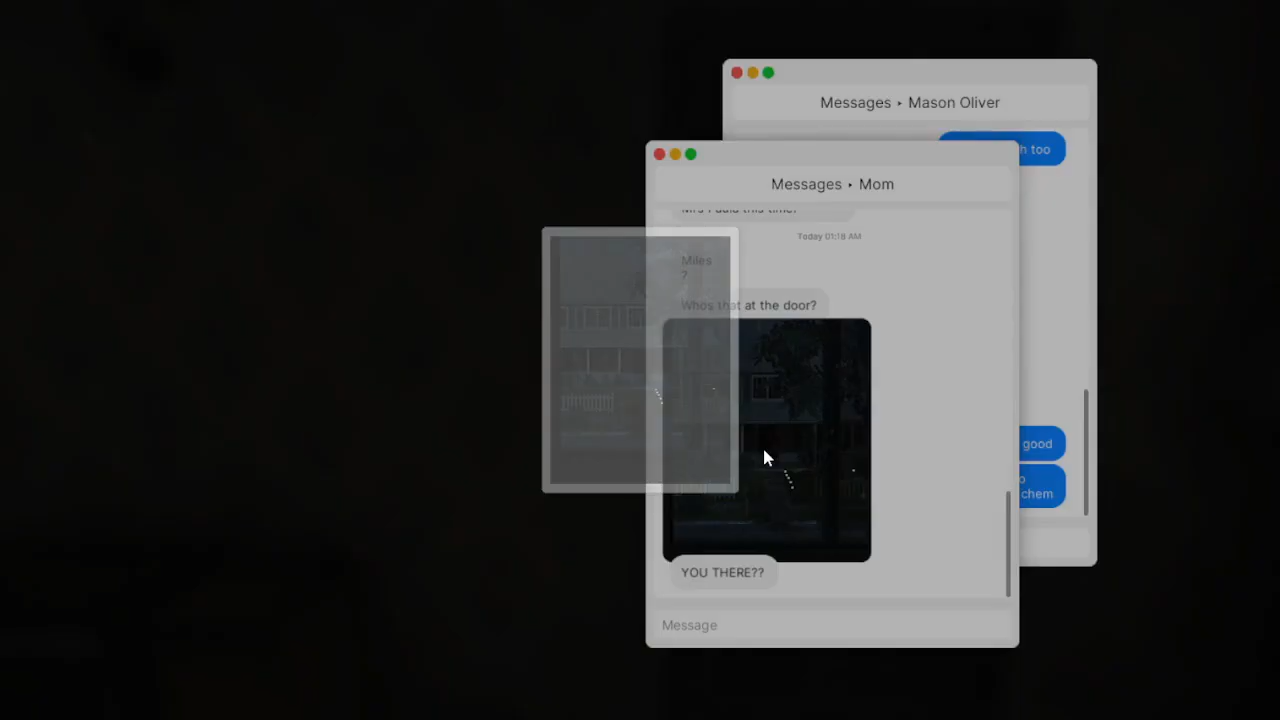 Messages ▸ Mason Oliver
h too
Messages ▸ Mom
Today 01:18 AM
Miles
?
Whos that at the door?
good
chem
YOU THERE??
Message